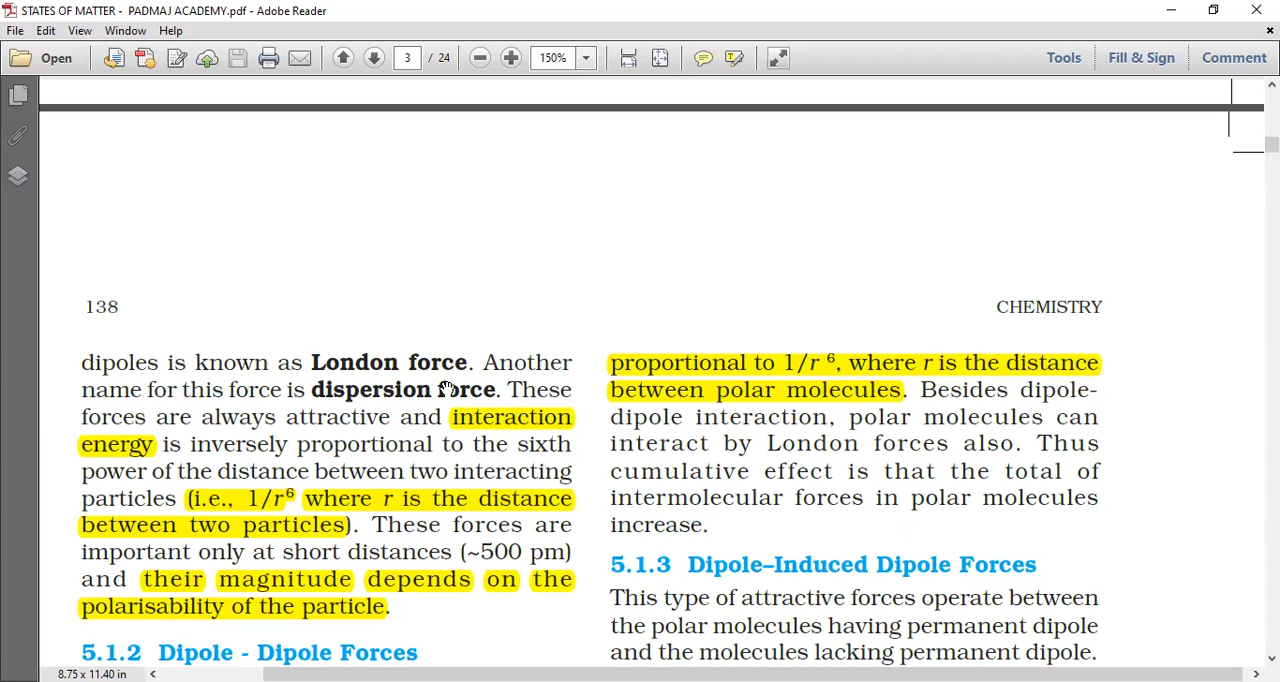 STATES OF MATTER - PADMAJ ACADEMY.pdf - Adobe Reader
File Edit View Window Help
Open 3 / 24 150% Tools Fill & Sign Comment
138
CHEMISTRY
dipoles is known as London force. Another
name for this force is dispersion force. These
forces are always attractive and interaction
energy is inversely proportional to the sixth
power of the distance between two interacting
particles (i.e., 1/r⁶ where r is the distance
between two particles). These forces are
important only at short distances (~500 pm)
and their magnitude depends on the
polarisability of the particle.
5.1.2 Dipole - Dipole Forces
proportional to 1/r ⁶, where r is the distance
between polar molecules. Besides dipole-
dipole interaction, polar molecules can
interact by London forces also. Thus
cumulative effect is that the total of
intermolecular forces in polar molecules
increase.
5.1.3 Dipole–Induced Dipole Forces
This type of attractive forces operate between
the polar molecules having permanent dipole
and the molecules lacking permanent dipole.
8.75 x 11.40 in